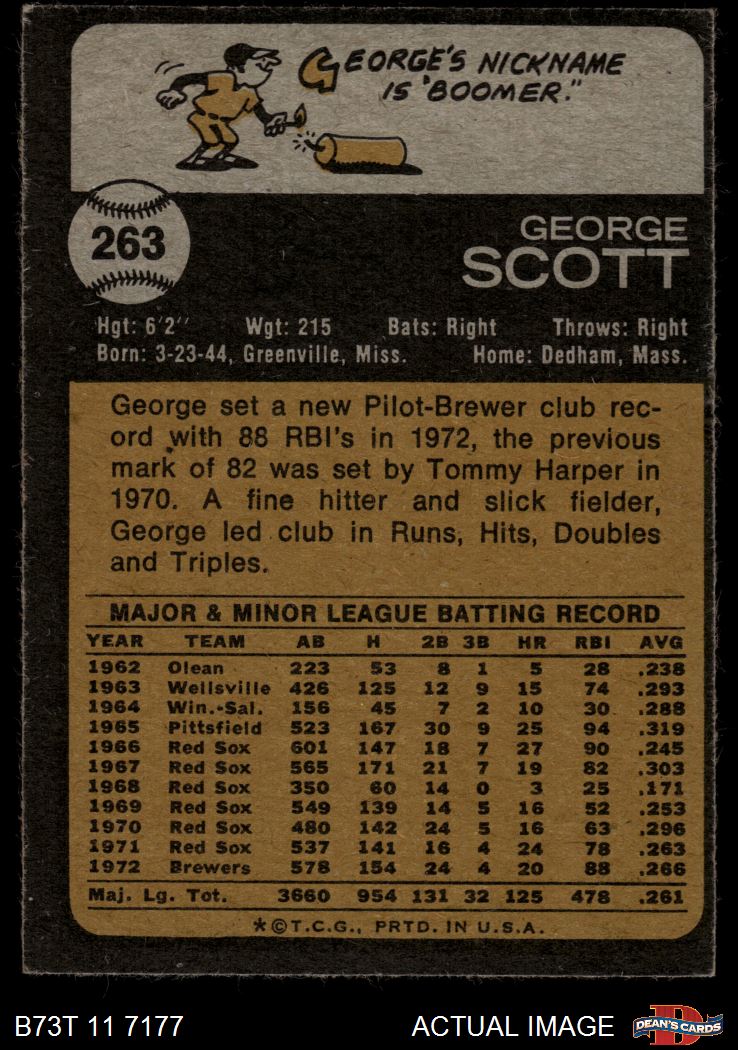 GEORGE'S NICKNAME
IS "BOOMER."
263
GEORGE
SCOTT
Hgt: 6'2" Wgt: 215 Bats: Right Throws: Right
Born: 3-23-44, Greenville, Miss. Home: Dedham, Mass.
George set a new Pilot-Brewer club rec-
ord with 88 RBI's in 1972, the previous
mark of 82 was set by Tommy Harper in
1970. A fine hitter and slick fielder,
George led club in Runs, Hits, Doubles
and Triples.
MAJOR & MINOR LEAGUE BATTING RECORD
YEAR TEAM AB H 2B 3B HR RBI AVG
1962 Olean 223 53 8 1 5 28 .238
1963 Wellsville 426 125 12 9 15 74 .293
1964 Win.-Sal. 156 45 7 2 10 30 .288
1965 Pittsfield 523 167 30 9 25 94 .319
1966 Red Sox 601 147 18 7 27 90 .245
1967 Red Sox 565 171 21 7 19 82 .303
1968 Red Sox 350 60 14 0 3 25 .171
1969 Red Sox 549 139 14 5 16 52 .253
1970 Red Sox 480 142 24 5 16 63 .296
1971 Red Sox 537 141 16 4 24 78 .263
1972 Brewers 578 154 24 4 20 88 .266
Maj. Lg. Tot. 3660 954 131 32 125 478 .261
*©T.C.G., PRTD. IN U.S.A.
B73T 11 7177 ACTUAL IMAGE
D
DEAN'S CARDS